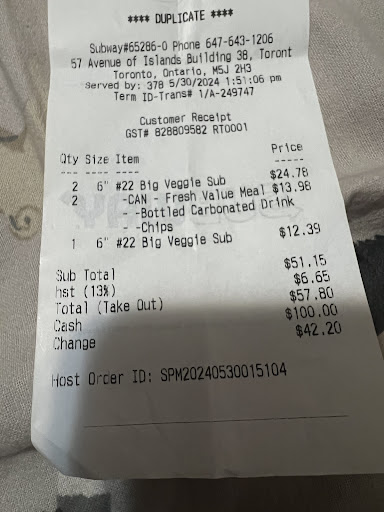 **** DUPLICATE ****
Subway#65286-0 Phone 647-643-1206
57 Avenue of Islands Building 38, Toront
Toronto, Ontario, M5J 2H3
Served by: 378 5/30/2024 1:51:06 pm
Term ID-Trans# 1/A-249747
Customer Receipt
GST# 828809582 RT0001
Qty Size Item Price
--- ---- ---- -----
2 6" #22 Big Veggie Sub $24.78
2 -CAN - Fresh Value Meal $13.98
- -Bottled Carbonated Drink
- -Chips
1 6" #22 Big Veggie Sub $12.39
Sub Total $51.15
hst (13%) $6.65
Total (Take Out) $57.80
Cash $100.00
Change $42.20
Host Order ID: SPM20240530015104